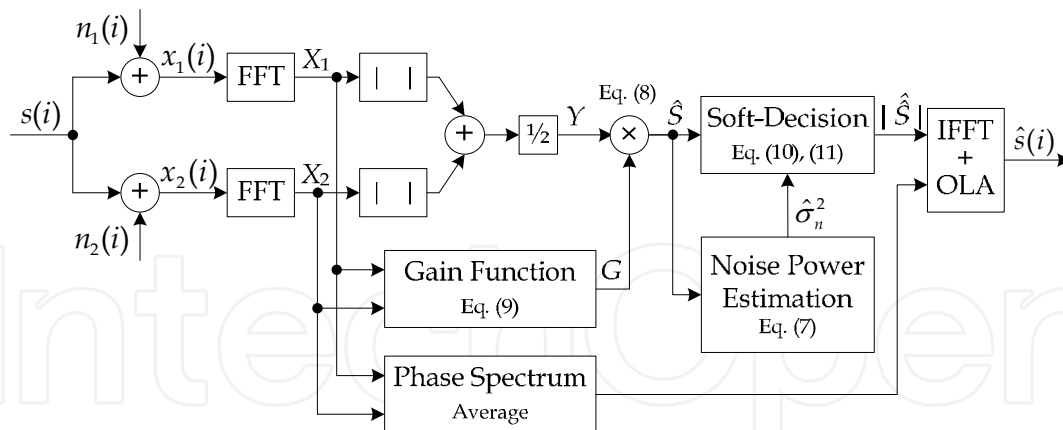 n₁(i)
x₁(i)
FFT
X₁
| |
s(i)
+
+
½
Y
Eq. (8)
×
Ŝ
Soft-Decision
Eq. (10), (11)
| Ŝ̂ |
IFFT
+
OLA
ŝ(i)
+
x₂(i)
FFT
X₂
| |
n₂(i)
σ̂ₙ²
Gain Function
Eq. (9)
G
Noise Power
Estimation
Eq. (7)
Phase Spectrum
Average
IntechOpen